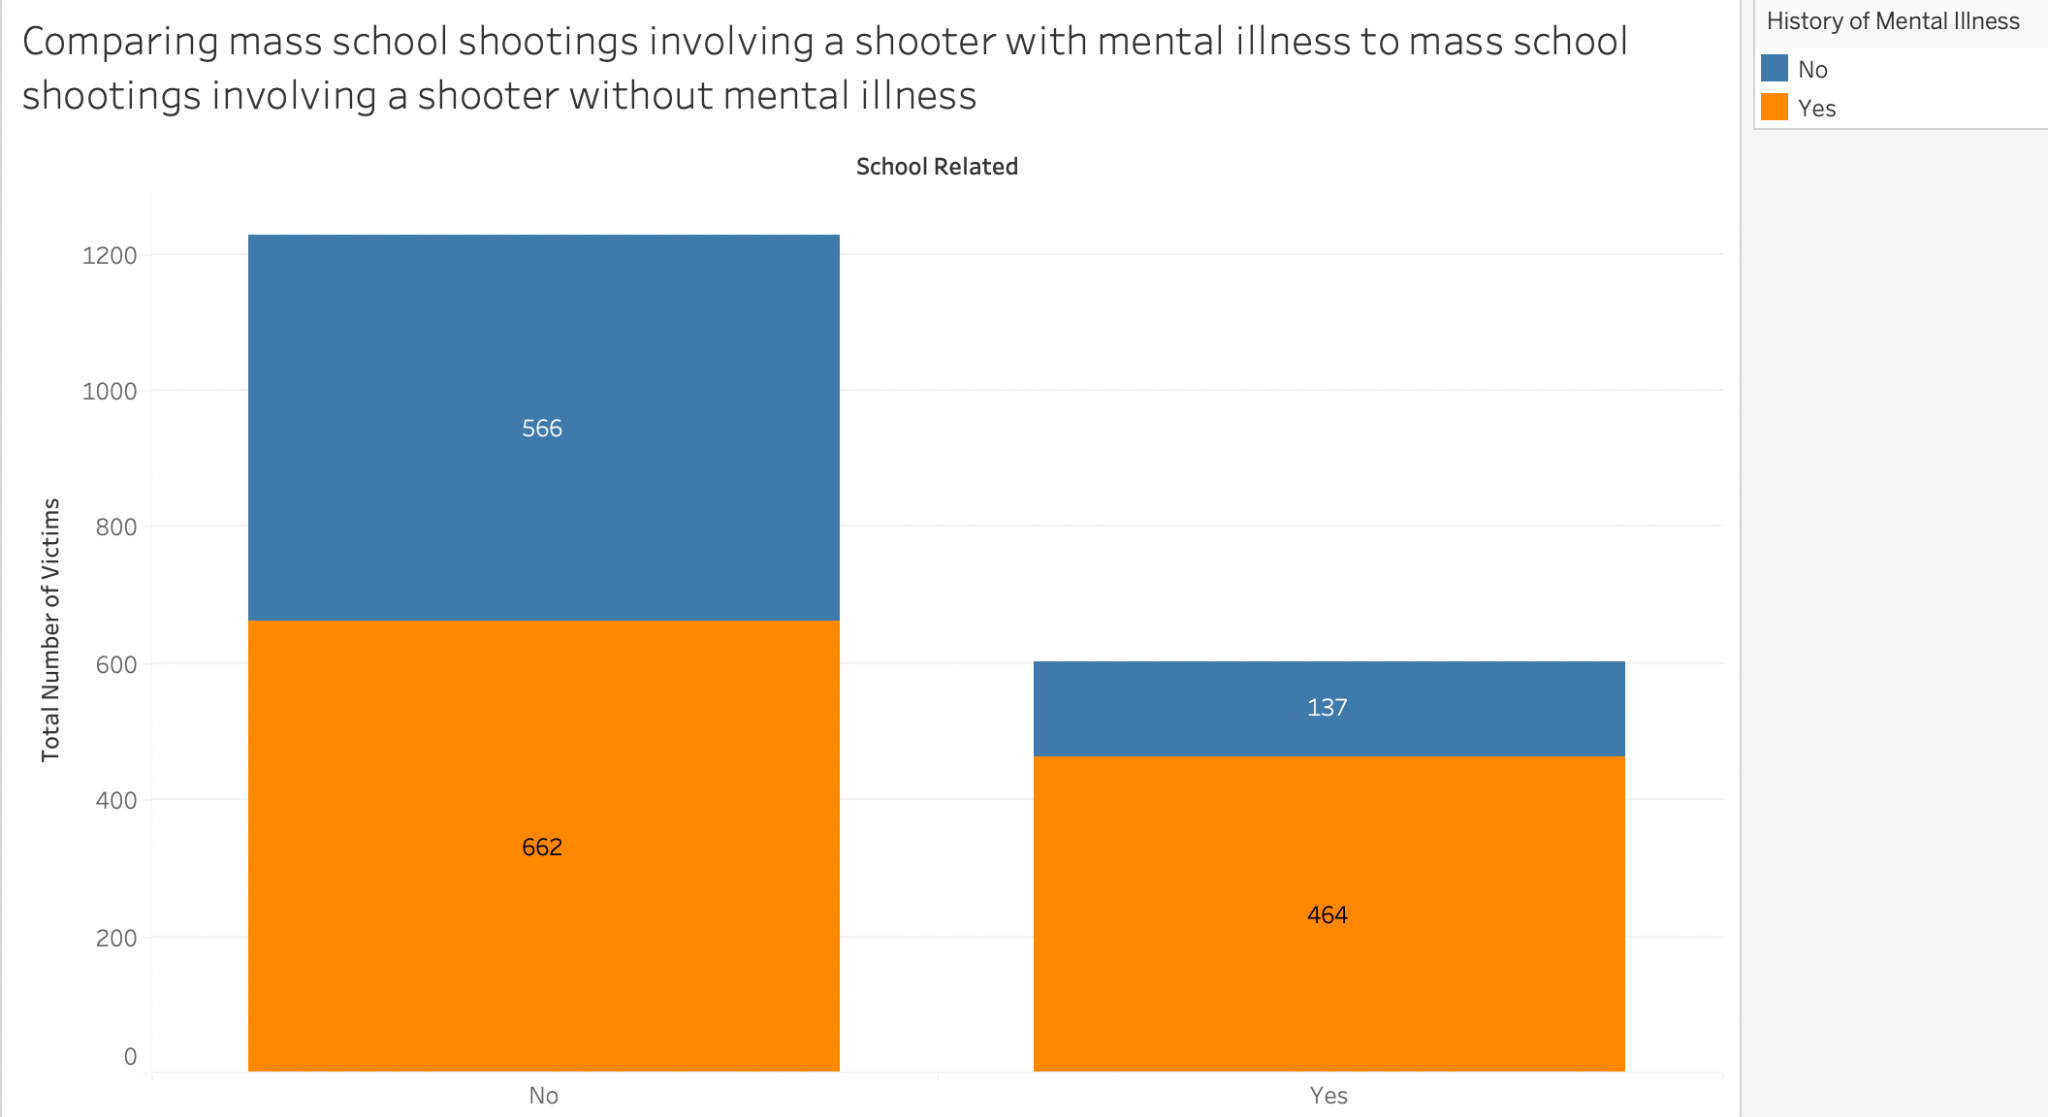 Comparing mass school shootings involving a shooter with mental illness to mass school
shootings involving a shooter without mental illness
History of Mental Illness
No
Yes
School Related
Total Number of Victims
1200
1000
800
600
400
200
0
566
662
137
464
No
Yes